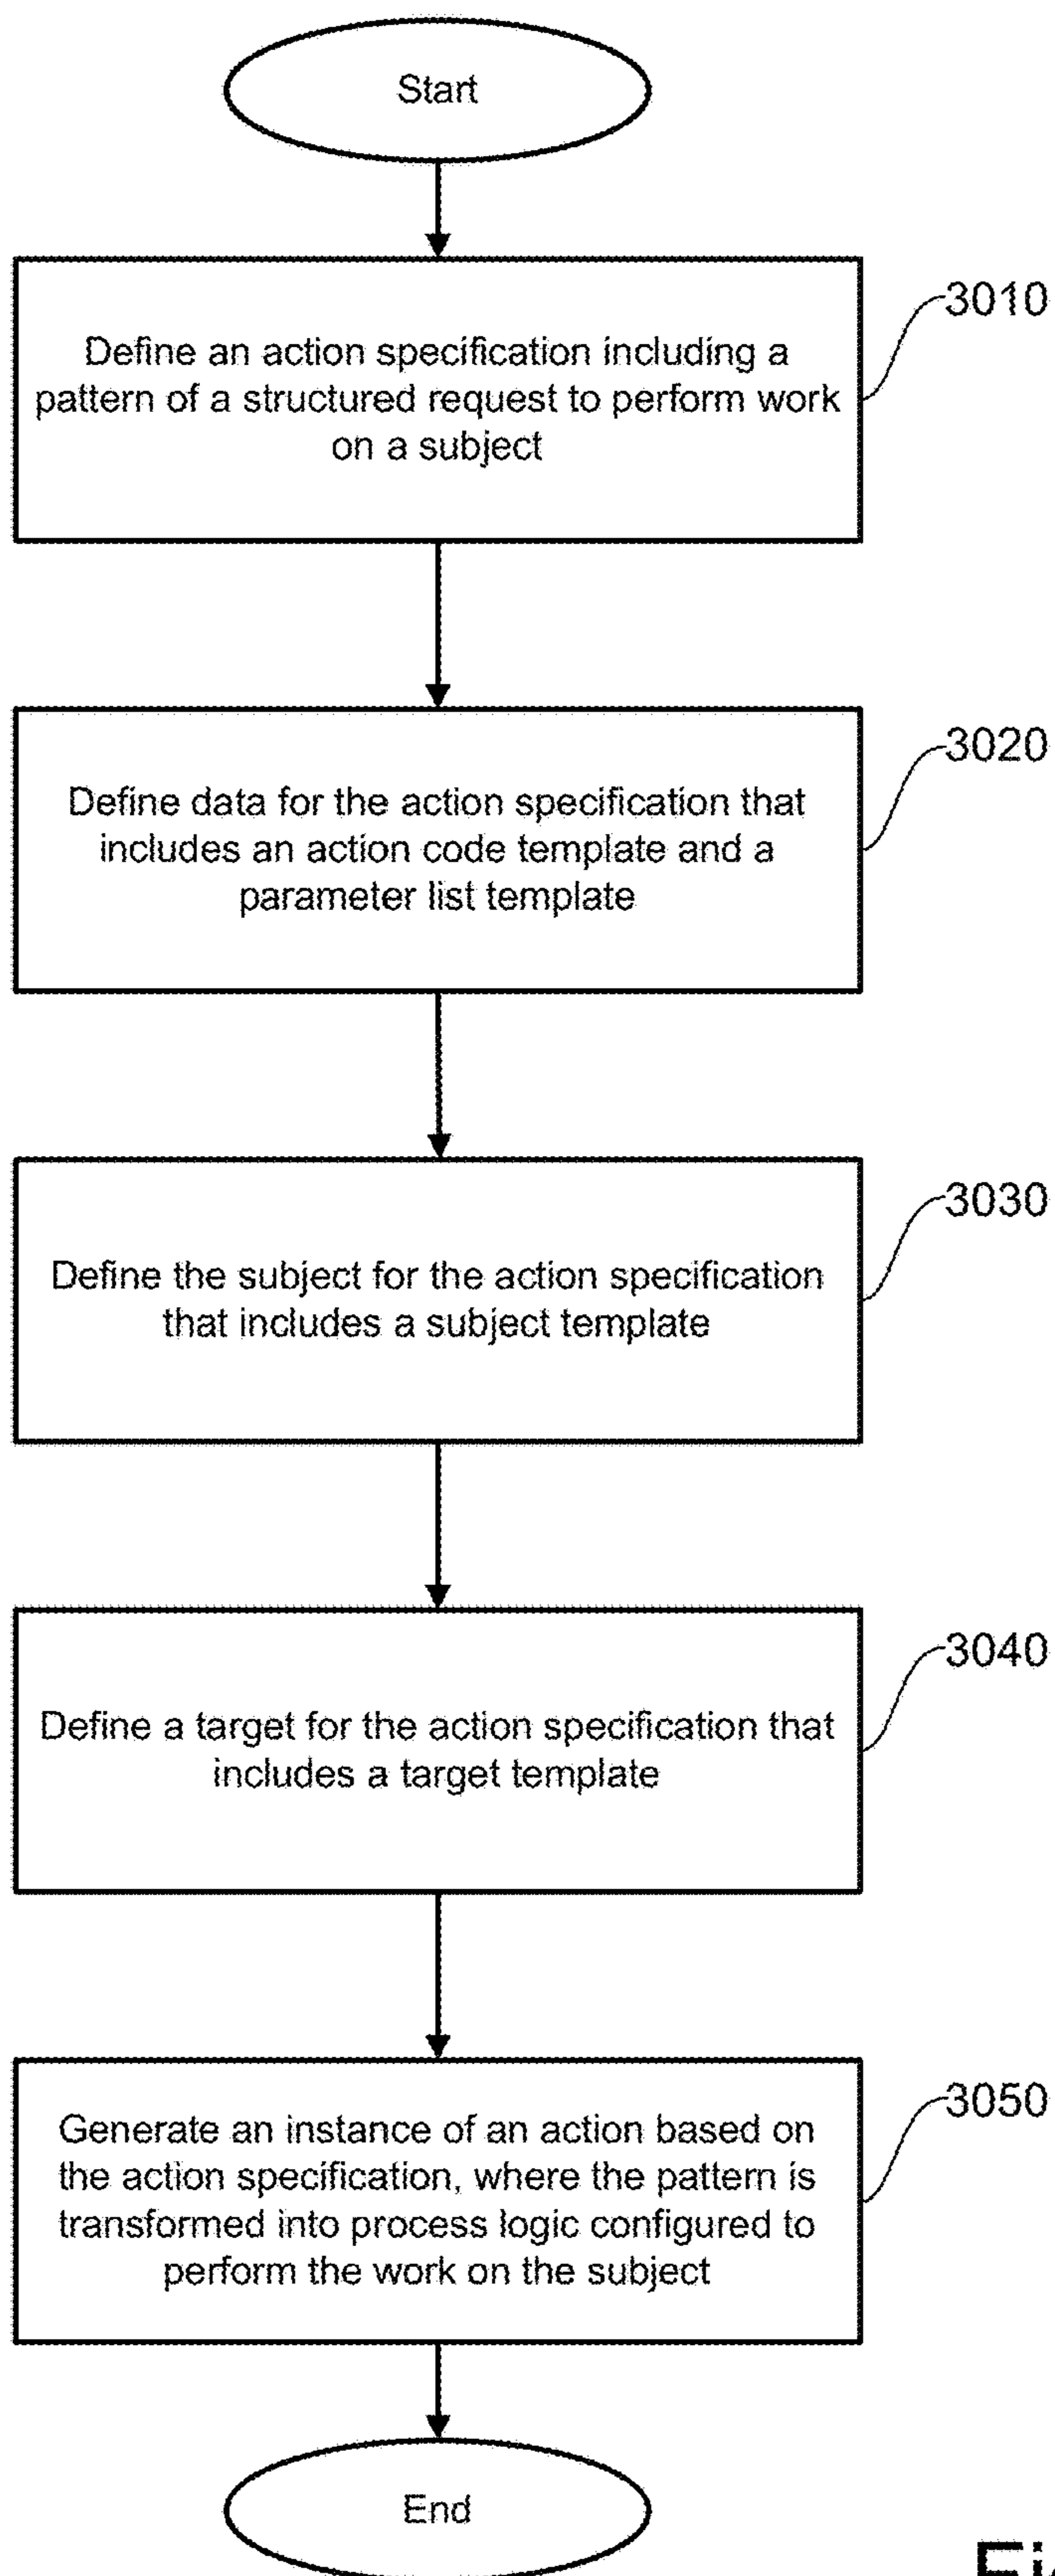 Start
3010
Define an action specification including a
pattern of a structured request to perform work
on a subject
3020
Define data for the action specification that
includes an action code template and a
parameter list template
3030
Define the subject for the action specification
that includes a subject template
3040
Define a target for the action specification that
includes a target template
3050
Generate an instance of an action based on
the action specification, where the pattern is
transformed into process logic configured to
perform the work on the subject
End